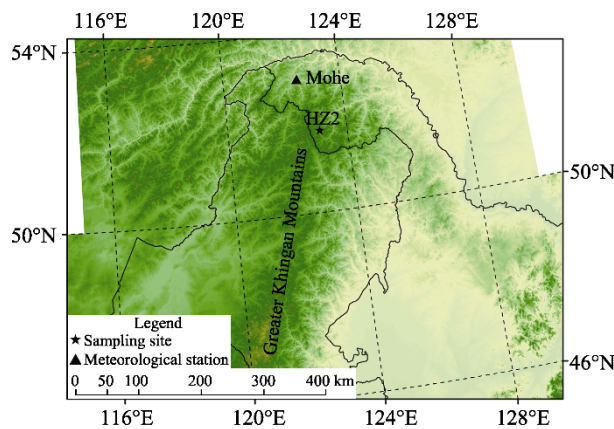 116°E 120°E 124°E 128°E
54°N
Mohe
HZ2
50°N
50°N
Greater Khingan Mountains
46°N
Legend
Sampling site
Meteorological station
0 50 100 200 300 400 km
116°E 120°E 124°E 128°E